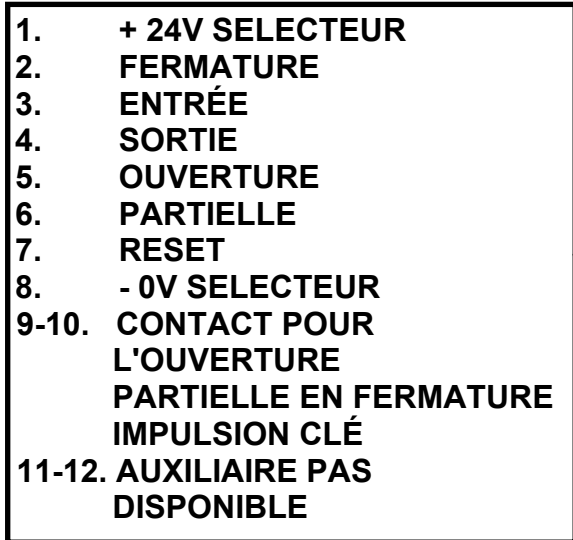 1. + 24V SELECTEUR
2. FERMATURE
3. ENTRÉE
4. SORTIE
5. OUVERTURE
6. PARTIELLE
7. RESET
8. - 0V SELECTEUR
9-10. CONTACT POUR
L'OUVERTURE
PARTIELLE EN FERMATURE
IMPULSION CLÉ
11-12. AUXILIAIRE PAS
DISPONIBLE